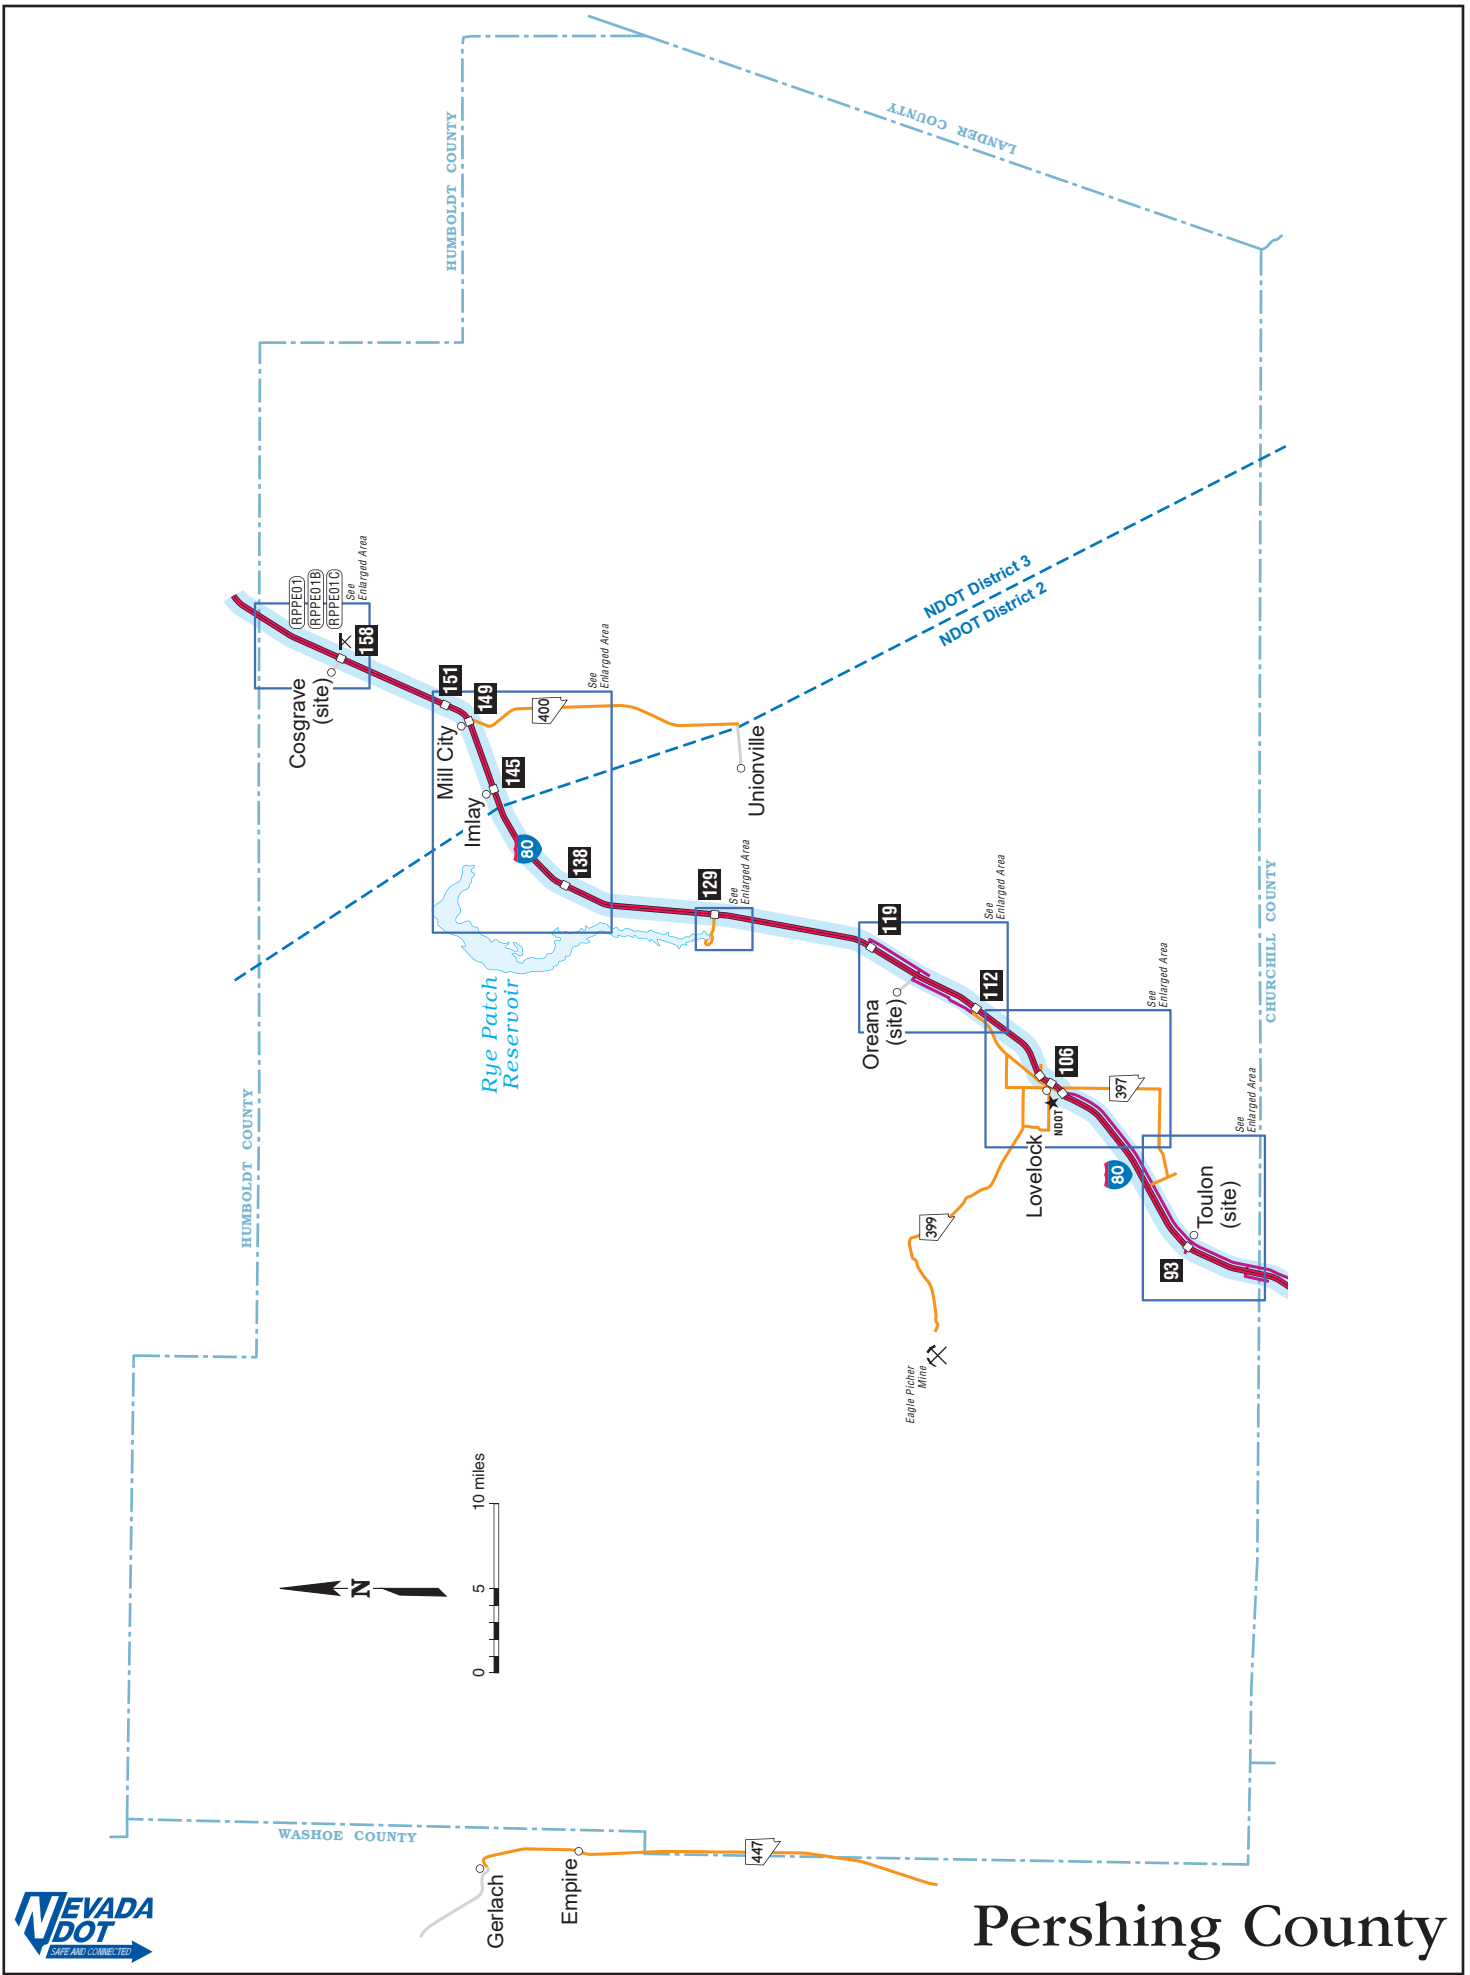 HUMBOLDT COUNTY
LANDER COUNTY
RPPE01
RPPE01B
RPPE01C
See
Enlarged Area
158
Cosgrave
(site)
151
149
Mill City
400
See
Enlarged Area
145
Imlay
80
138
Unionville
NDOT District 3
NDOT District 2
129
See
Enlarged Area
Rye Patch
Reservoir
119
See
Enlarged Area
112
Oreana
(site)
106
See
Enlarged Area
397
NDOT
Lovelock
80
399
See
Enlarged Area
Toulon
(site)
93
CHURCHILL COUNTY
HUMBOLDT COUNTY
Eagle Picher
Mine
N
0 5 10 miles
WASHOE COUNTY
447
Gerlach
Empire
NEVADA
DOT
SAFE AND CONNECTED
Pershing County